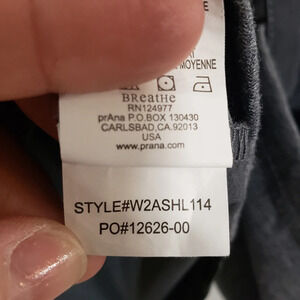 MOYENNE
BReatHe
RN124977
prAna P.O.BOX 130430
CARLSBAD,CA.92013
USA
www.prana.com
STYLE#W2ASHL114
PO#12626-00